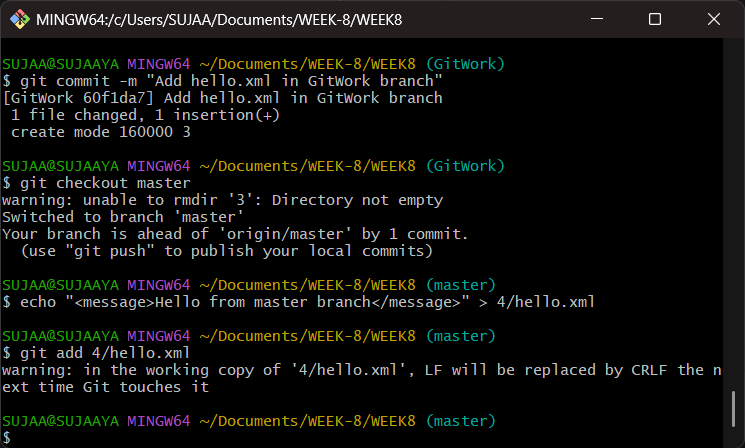 MINGW64:/c/Users/SUJAA/Documents/WEEK-8/WEEK8
SUJAA@SUJAAYA MINGW64 ~/Documents/WEEK-8/WEEK8 (GitWork)
$ git commit -m "Add hello.xml in GitWork branch"
[GitWork 60f1da7] Add hello.xml in GitWork branch
 1 file changed, 1 insertion(+)
 create mode 160000 3
SUJAA@SUJAAYA MINGW64 ~/Documents/WEEK-8/WEEK8 (GitWork)
$ git checkout master
warning: unable to rmdir '3': Directory not empty
Switched to branch 'master'
Your branch is ahead of 'origin/master' by 1 commit.
  (use "git push" to publish your local commits)
SUJAA@SUJAAYA MINGW64 ~/Documents/WEEK-8/WEEK8 (master)
$ echo "<message>Hello from master branch</message>" > 4/hello.xml
SUJAA@SUJAAYA MINGW64 ~/Documents/WEEK-8/WEEK8 (master)
$ git add 4/hello.xml
warning: in the working copy of '4/hello.xml', LF will be replaced by CRLF the n
ext time Git touches it
SUJAA@SUJAAYA MINGW64 ~/Documents/WEEK-8/WEEK8 (master)
$